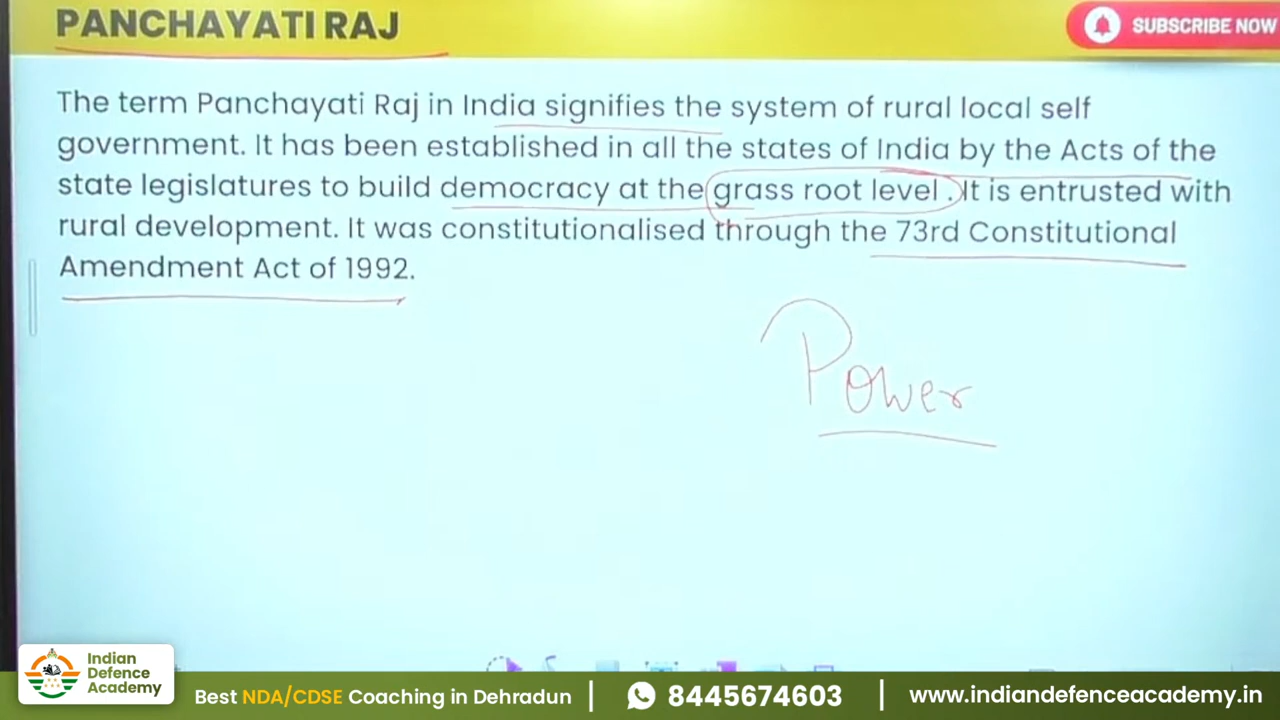 PANCHAYATI RAJ
SUBSCRIBE NOW
The term Panchayati Raj in India signifies the system of rural local self
government. It has been established in all the states of India by the Acts of the
state legislatures to build democracy at the grass root level . It is entrusted with
rural development. It was constitutionalised through the 73rd Constitutional
Amendment Act of 1992.
Power
Indian
Defence
Academy
Best NDA/CDSE Coaching in Dehradun | 8445674603 | www.indiandefenceacademy.in